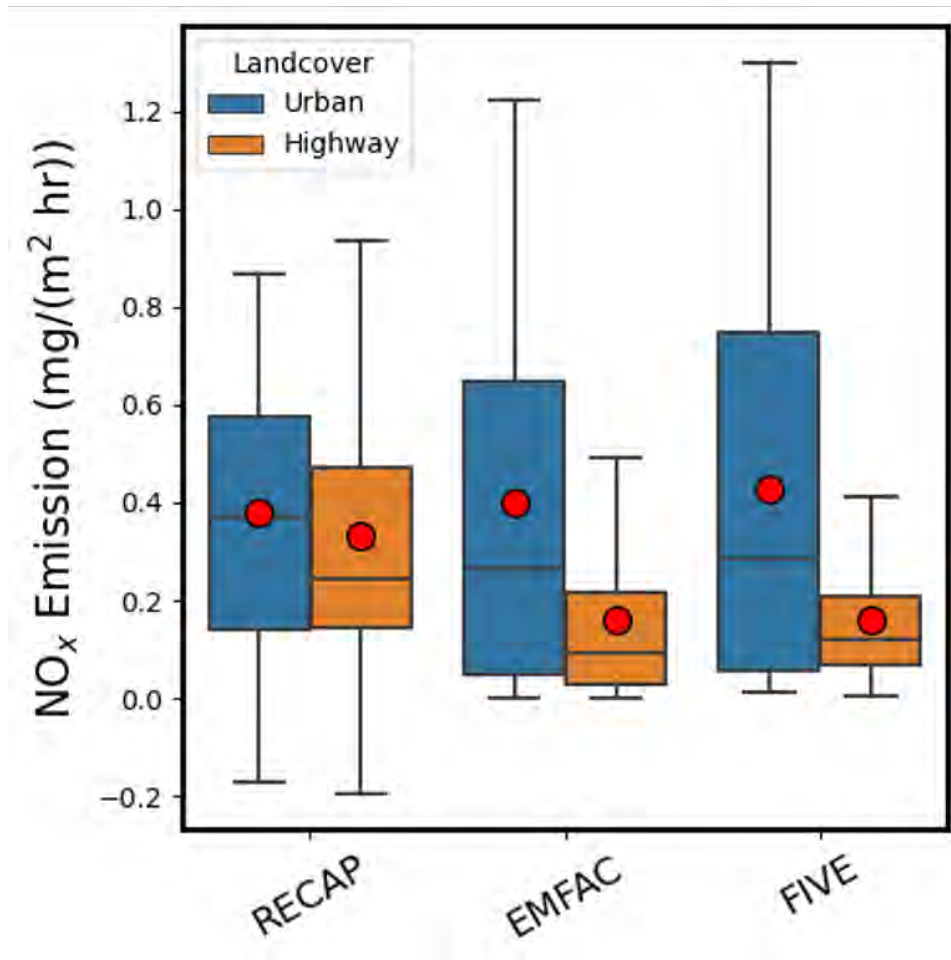 Landcover
Urban
Highway
NOx Emission (mg/(m² hr))
1.2
1.0
0.8
0.6
0.4
0.2
0.0
−0.2
RECAP
EMFAC
FIVE